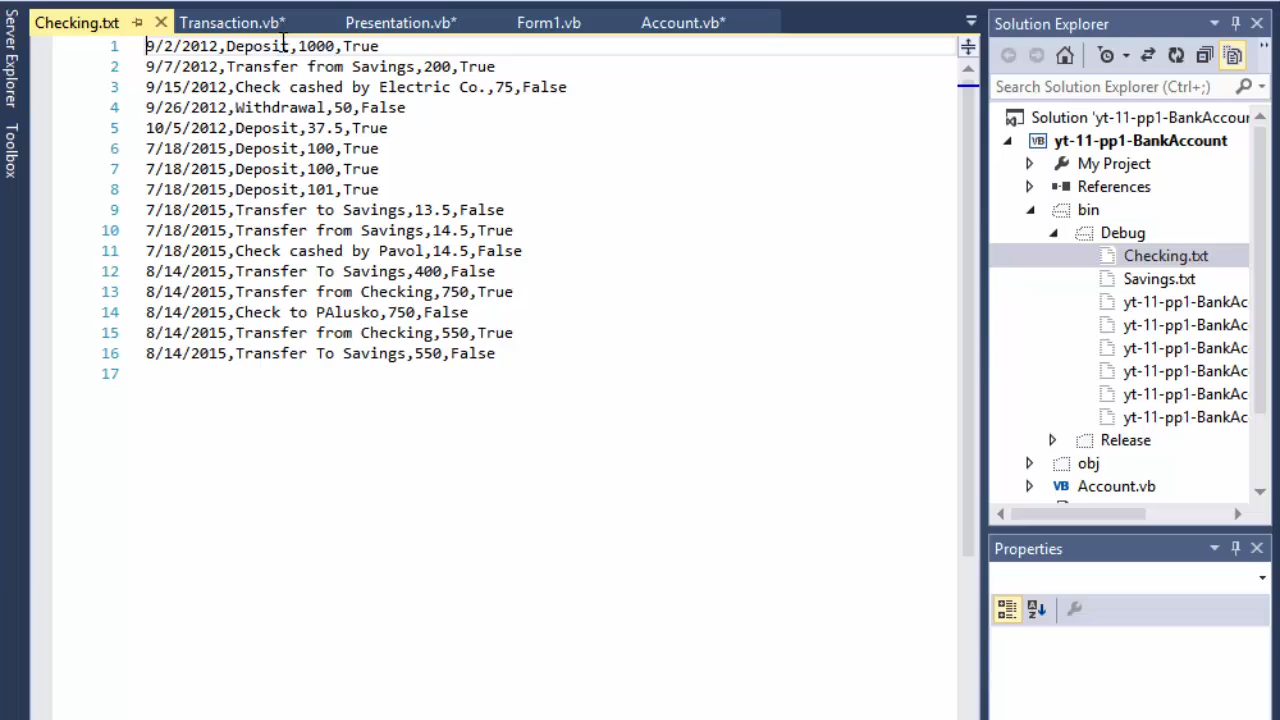 Server Explorer
Toolbox
Checking.txt
Transaction.vb*
Presentation.vb*
Form1.vb
Account.vb*
1 9/2/2012,Deposit,1000,True
2 9/7/2012,Transfer from Savings,200,True
3 9/15/2012,Check cashed by Electric Co.,75,False
4 9/26/2012,Withdrawal,50,False
5 10/5/2012,Deposit,37.5,True
6 7/18/2015,Deposit,100,True
7 7/18/2015,Deposit,100,True
8 7/18/2015,Deposit,101,True
9 7/18/2015,Transfer to Savings,13.5,False
10 7/18/2015,Transfer from Savings,14.5,True
11 7/18/2015,Check cashed by Pavol,14.5,False
12 8/14/2015,Transfer To Savings,400,False
13 8/14/2015,Transfer from Checking,750,True
14 8/14/2015,Check to PAlusko,750,False
15 8/14/2015,Transfer from Checking,550,True
16 8/14/2015,Transfer To Savings,550,False
17
Solution Explorer
Search Solution Explorer (Ctrl+;)
Solution 'yt-11-pp1-BankAccour
VB yt-11-pp1-BankAccount
My Project
References
bin
Debug
Checking.txt
Savings.txt
yt-11-pp1-BankAc
yt-11-pp1-BankAc
yt-11-pp1-BankAc
yt-11-pp1-BankAc
yt-11-pp1-BankAc
yt-11-pp1-BankAc
Release
obj
VB Account.vb
Properties